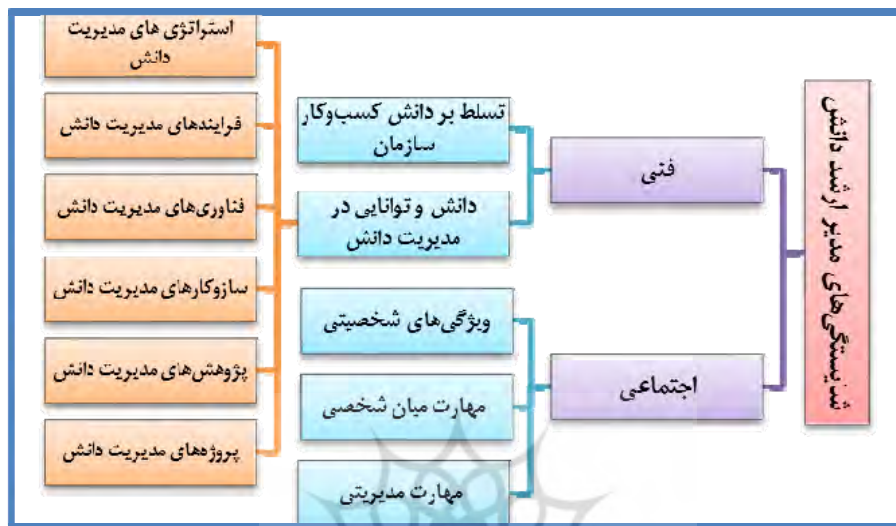 شایستگی‌های مدیر ارشد دانش
فنی
اجتماعی
تسلط بر دانش کسب‌وکار
سازمان
دانش و توانایی در
مدیریت دانش
ویژگی‌های شخصیتی
مهارت میان شخصی
مهارت مدیریتی
استراتژی های مدیریت
دانش
فرایندهای مدیریت دانش
فناوری‌های مدیریت دانش
سازوکارهای مدیریت دانش
پژوهش‌های مدیریت دانش
پروژه‌های مدیریت دانش